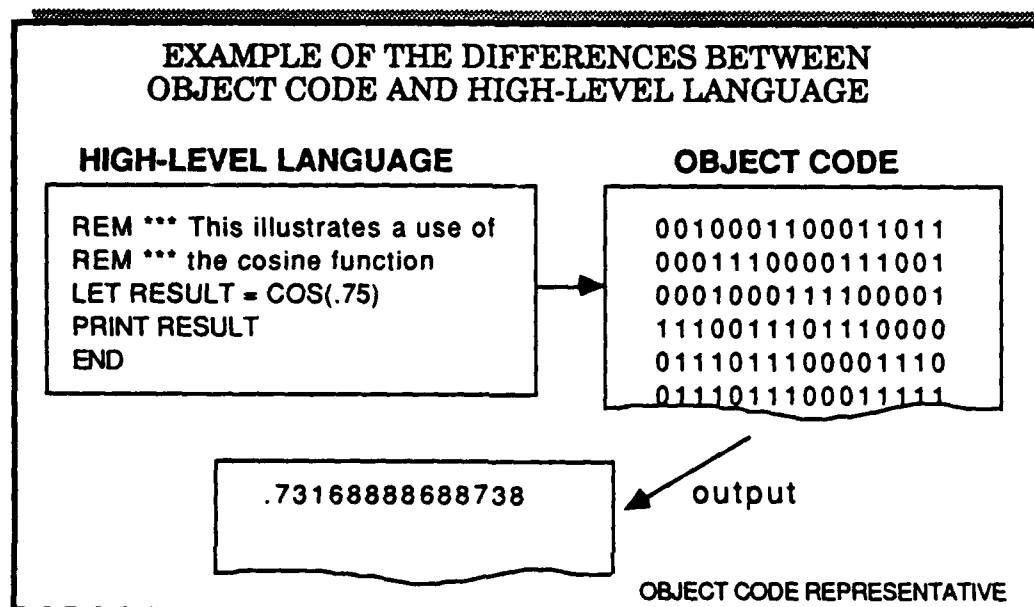 EXAMPLE OF THE DIFFERENCES BETWEEN
OBJECT CODE AND HIGH-LEVEL LANGUAGE
HIGH-LEVEL LANGUAGE
REM *** This illustrates a use of
REM *** the cosine function
LET RESULT = COS(.75)
PRINT RESULT
END
OBJECT CODE
0010001100011011
0001110000111001
0001000111100001
1110011101110000
0111011100001110
0111011100011111
output
.73168888688738
OBJECT CODE REPRESENTATIVE